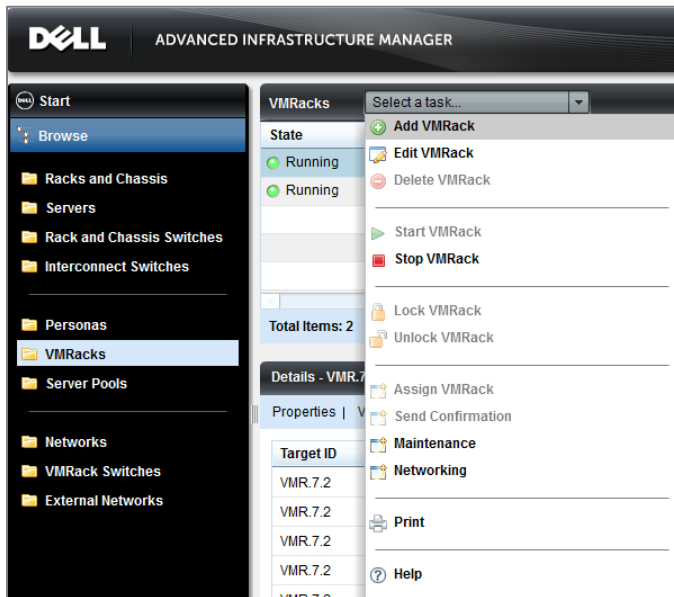 DELL ADVANCED INFRASTRUCTURE MANAGER
DELL Start
Browse
Racks and Chassis
Servers
Rack and Chassis Switches
Interconnect Switches
Personas
VMRacks
Server Pools
Networks
VMRack Switches
External Networks
VMRacks Select a task...
State
Running
Running
Total Items: 2
Details - VMR.7
Properties | V
Target ID
VMR.7.2
VMR.7.2
VMR.7.2
VMR.7.2
Add VMRack
Edit VMRack
Delete VMRack
Start VMRack
Stop VMRack
Lock VMRack
Unlock VMRack
Assign VMRack
Send Confirmation
Maintenance
Networking
Print
Help